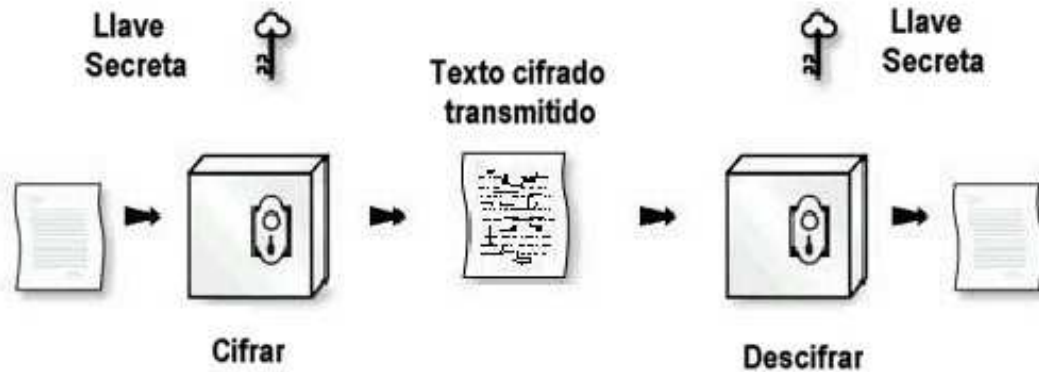 Llave
Secreta
Texto cifrado
transmitido
Llave
Secreta
Cifrar
Descifrar